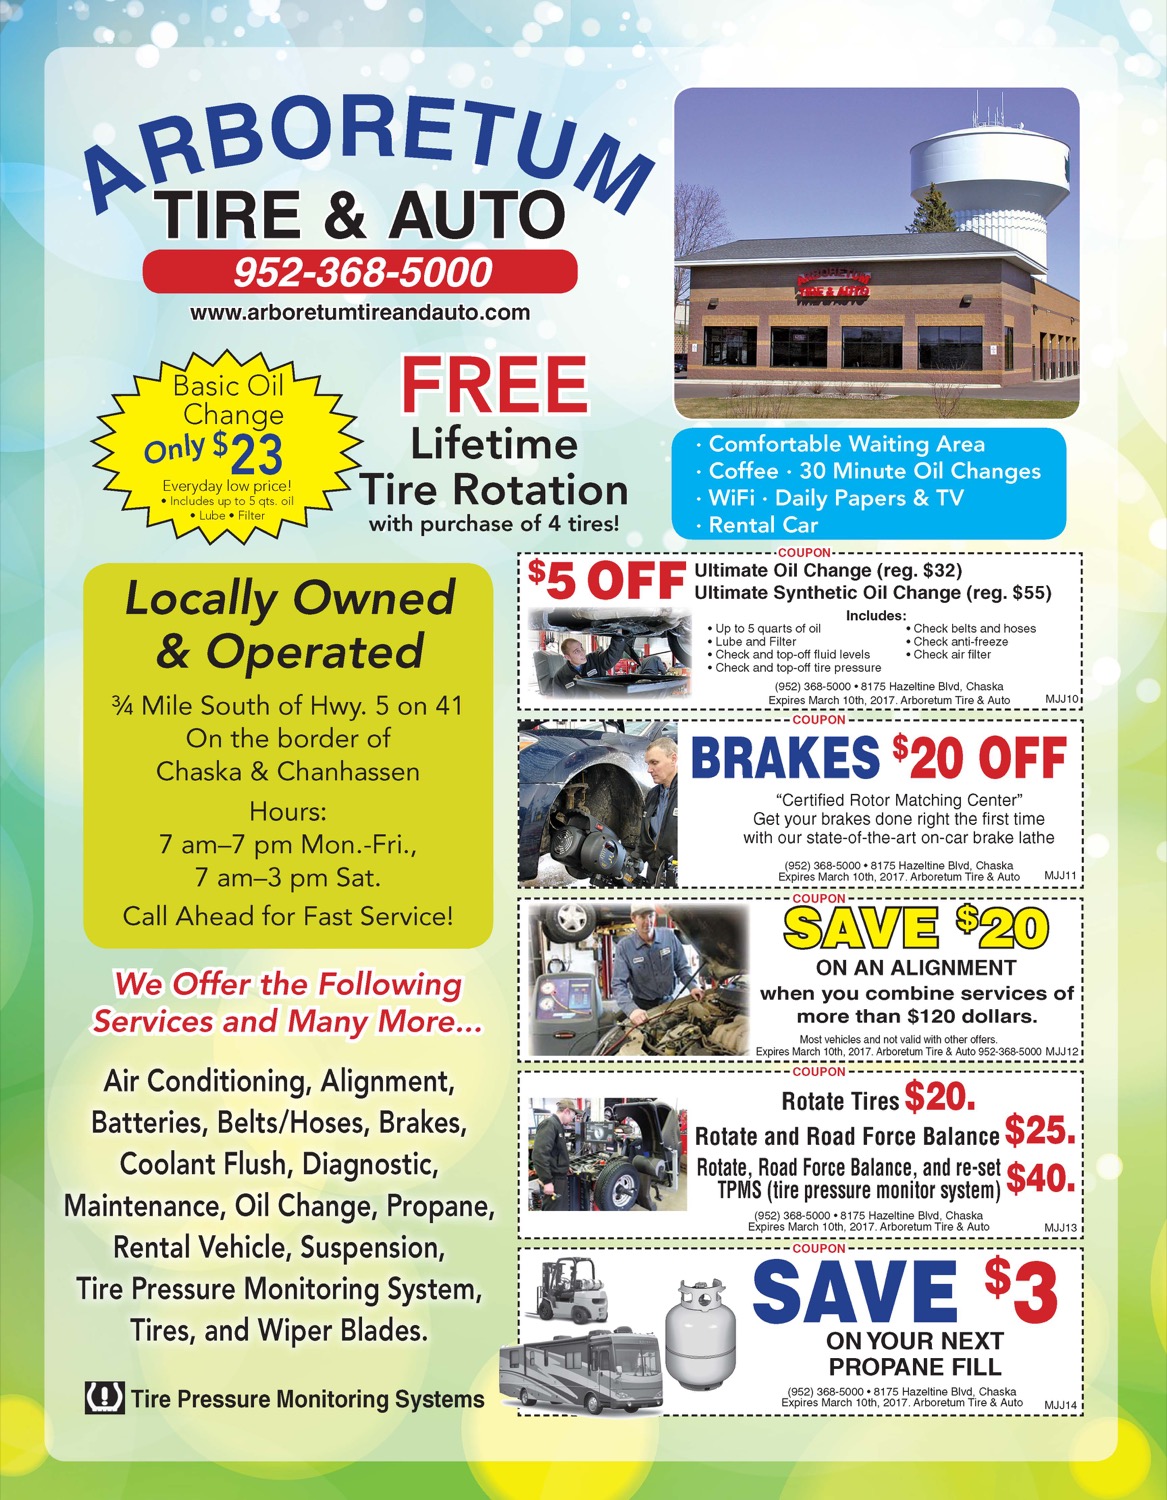 ARBORETUM
TIRE & AUTO
952-368-5000
www.arboretumtireandauto.com
ARBORETUM
TIRE & AUTO
Basic Oil
Change
Only $23
Everyday low price!
• Includes up to 5 qts. oil
• Lube • Filter
FREE
Lifetime
Tire Rotation
with purchase of 4 tires!
· Comfortable Waiting Area
· Coffee · 30 Minute Oil Changes
· WiFi · Daily Papers & TV
· Rental Car
Locally Owned
& Operated
¾ Mile South of Hwy. 5 on 41
On the border of
Chaska & Chanhassen
Hours:
7 am–7 pm Mon.-Fri.,
7 am–3 pm Sat.
Call Ahead for Fast Service!
We Offer the Following
Services and Many More...
Air Conditioning, Alignment,
Batteries, Belts/Hoses, Brakes,
Coolant Flush, Diagnostic,
Maintenance, Oil Change, Propane,
Rental Vehicle, Suspension,
Tire Pressure Monitoring System,
Tires, and Wiper Blades.
Tire Pressure Monitoring Systems
COUPON
$5 OFF
Ultimate Oil Change (reg. $32)
Ultimate Synthetic Oil Change (reg. $55)
Includes:
• Up to 5 quarts of oil
• Lube and Filter
• Check and top-off fluid levels
• Check and top-off tire pressure
• Check belts and hoses
• Check anti-freeze
• Check air filter
(952) 368-5000 • 8175 Hazeltine Blvd, Chaska
Expires March 10th, 2017. Arboretum Tire & Auto
MJJ10
COUPON
BRAKES $20 OFF
“Certified Rotor Matching Center”
Get your brakes done right the first time
with our state-of-the-art on-car brake lathe
(952) 368-5000 • 8175 Hazeltine Blvd, Chaska
Expires March 10th, 2017. Arboretum Tire & Auto
MJJ11
COUPON
SAVE $20
ON AN ALIGNMENT
when you combine services of
more than $120 dollars.
Most vehicles and not valid with other offers.
Expires March 10th, 2017. Arboretum Tire & Auto 952-368-5000 MJJ12
COUPON
Rotate Tires $20.
Rotate and Road Force Balance $25.
Rotate, Road Force Balance, and re-set
TPMS (tire pressure monitor system) $40.
(952) 368-5000 • 8175 Hazeltine Blvd, Chaska
Expires March 10th, 2017. Arboretum Tire & Auto
MJJ13
COUPON
SAVE $3
ON YOUR NEXT
PROPANE FILL
(952) 368-5000 • 8175 Hazeltine Blvd, Chaska
Expires March 10th, 2017. Arboretum Tire & Auto
MJJ14